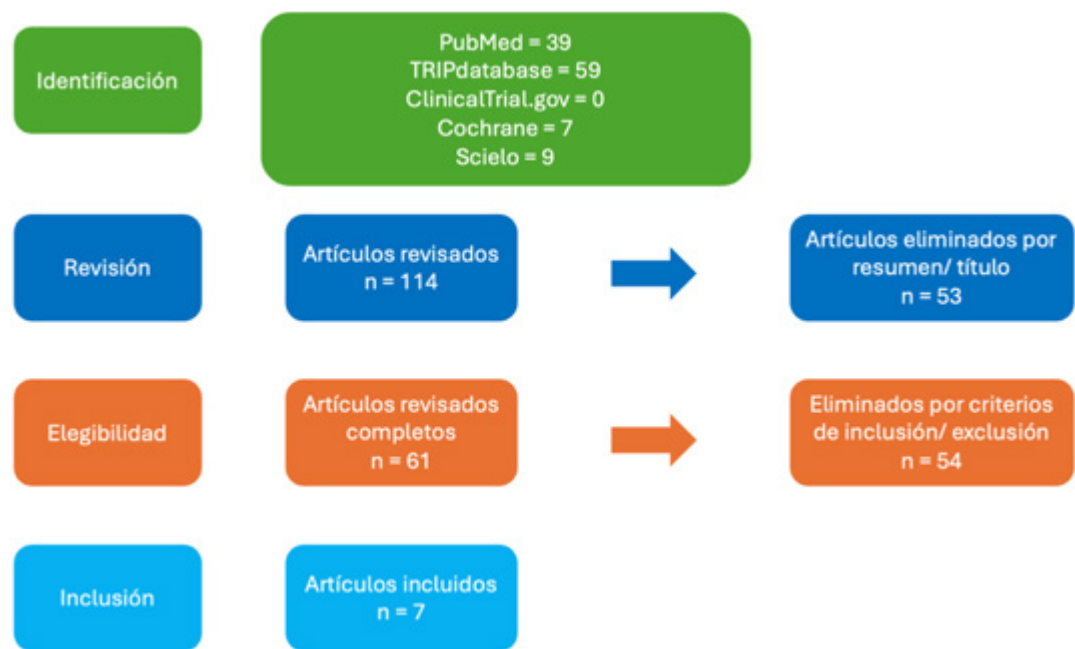 Identificación
PubMed = 39
TRIPdatabase = 59
ClinicalTrial.gov = 0
Cochrane = 7
Scielo = 9
Revisión
Artículos revisados
n = 114
Artículos eliminados por
resumen/ título
n = 53
Elegibilidad
Artículos revisados
completos
n = 61
Eliminados por criterios
de inclusión/ exclusión
n = 54
Inclusión
Artículos incluidos
n = 7